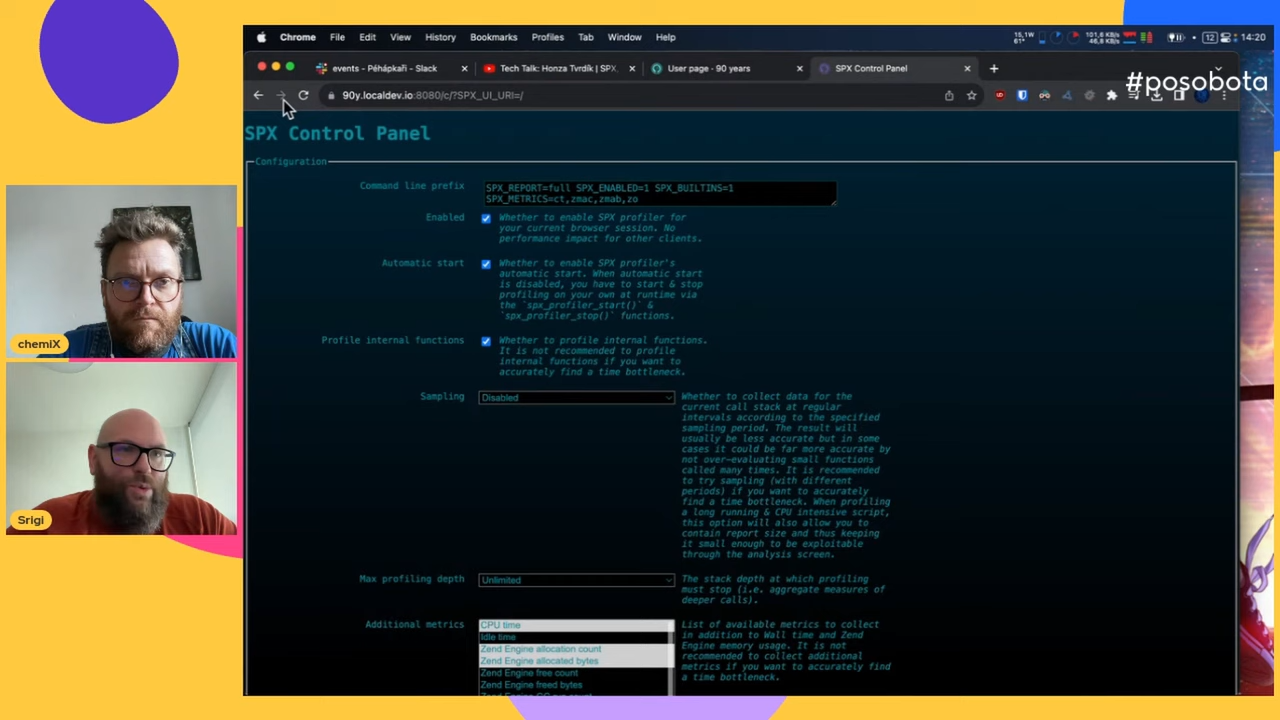 Chrome File Edit View History Bookmarks Profiles Tab Window Help
15,1W
61°
101,6 KB/s
46,8 KB/s
12
14:20
events - Péhápkaři - Slack
Tech Talk: Honza Tvrdík | SPX
User page · 90 years
SPX Control Panel
#posobota
90y.localdev.io:8080/c/?SPX_UI_URI=/
SPX Control Panel
Configuration
Command line prefix
SPX_REPORT=full SPX_ENABLED=1 SPX_BUILTINS=1
SPX_METRICS=ct,zmac,zmab,zo
Enabled
Whether to enable SPX profiler for
your current browser session. No
performance impact for other clients.
Automatic start
Whether to enable SPX profiler's
automatic start. When automatic start
is disabled, you have to start & stop
profiling on your own at runtime via
the `spx_profiler_start()` &
`spx_profiler_stop()` functions.
Profile internal functions
Whether to profile internal functions.
It is not recommended to profile
internal functions if you want to
accurately find a time bottleneck.
Sampling
Disabled
Whether to collect data for the
current call stack at regular
intervals according to the specified
sampling period. The result will
usually be less accurate but in some
cases it could be far more accurate by
not over-evaluating small functions
called many times. It is recommended
to try sampling (with different
periods) if you want to accurately
find a time bottleneck. When profiling
a long running & CPU intensive script,
this option will also allow you to
contain report size and thus keeping
it small enough to be exploitable
through the analysis screen.
Max profiling depth
Unlimited
The stack depth at which profiling
must stop (i.e. aggregate measures of
deeper calls).
Additional metrics
CPU time
Idle time
Zend Engine allocation count
Zend Engine allocated bytes
Zend Engine free count
Zend Engine freed bytes
List of available metrics to collect
in addition to Wall time and Zend
Engine memory usage. It is not
recommended to collect additional
metrics if you want to accurately find
a time bottleneck.
chemiX
Srigi